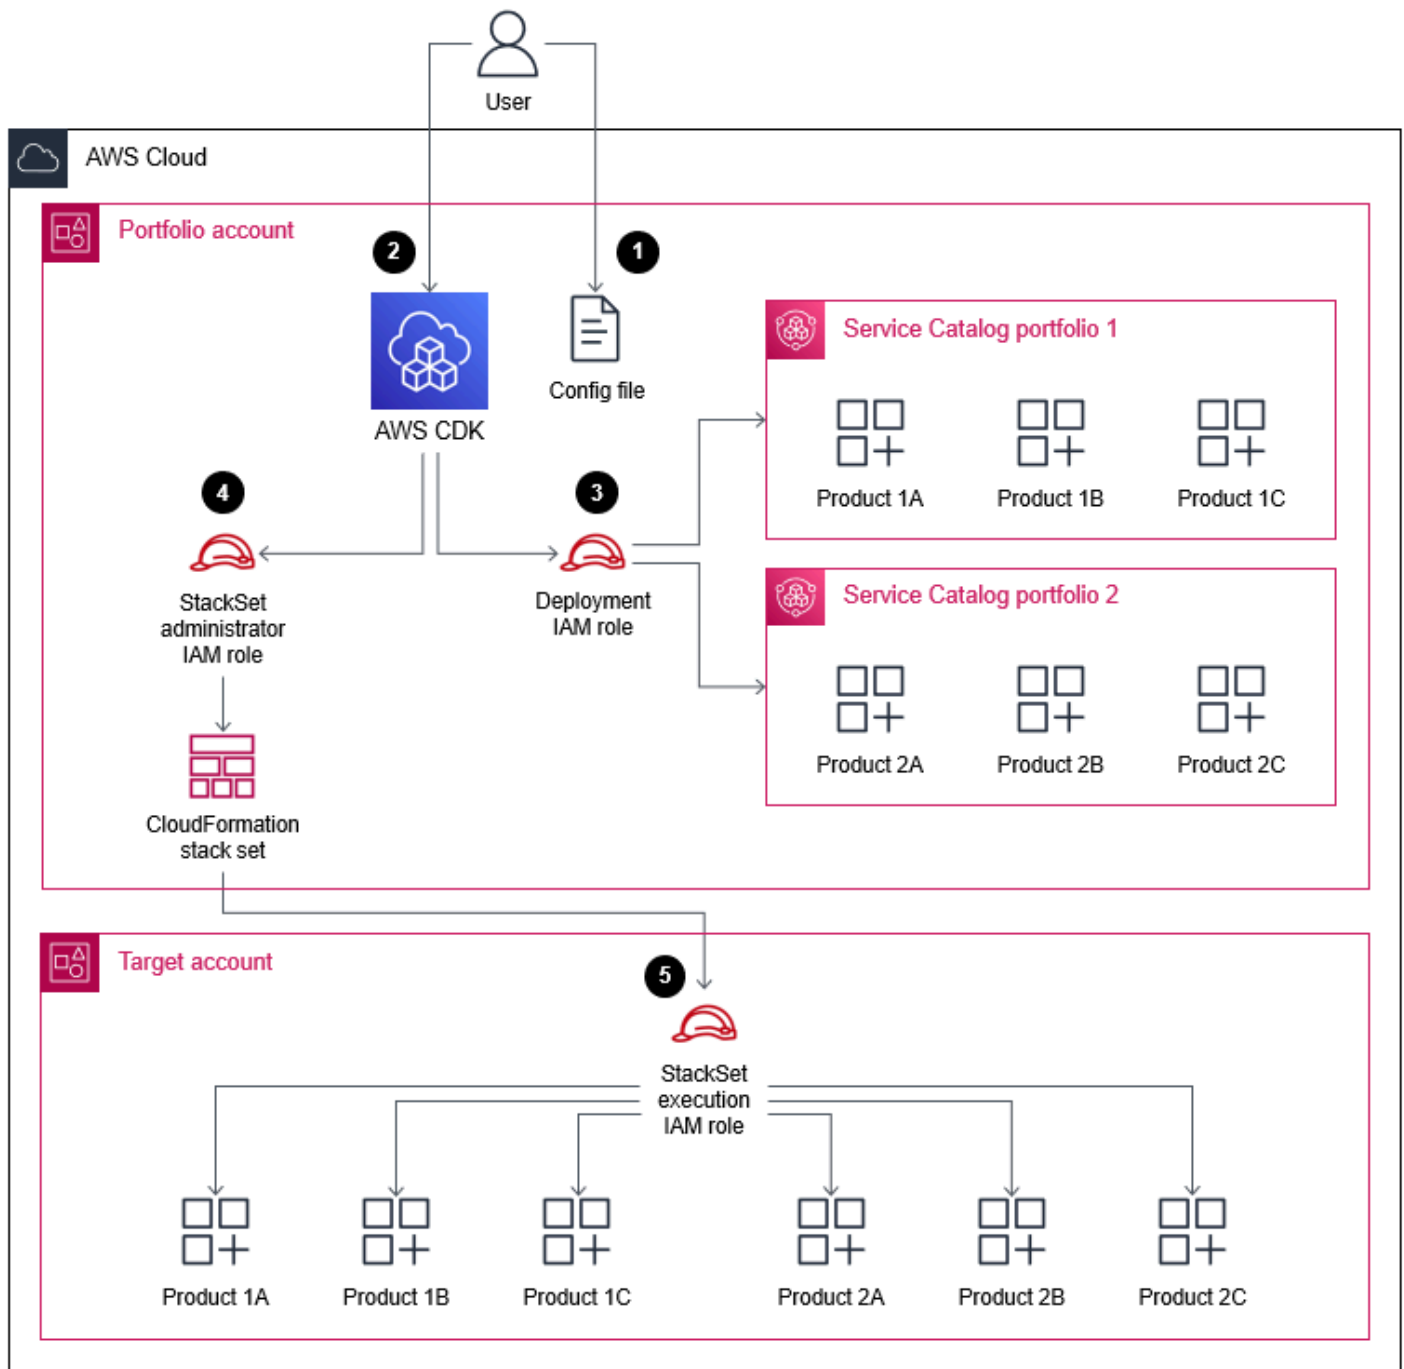 User
AWS Cloud
Portfolio account
2
1
Service Catalog portfolio 1
Config file
AWS CDK
Product 1A
Product 1B
Product 1C
4
3
StackSet
administrator
IAM role
Deployment
IAM role
Service Catalog portfolio 2
Product 2A
Product 2B
Product 2C
CloudFormation
stack set
Target account
5
StackSet
execution
IAM role
Product 1A
Product 1B
Product 1C
Product 2A
Product 2B
Product 2C